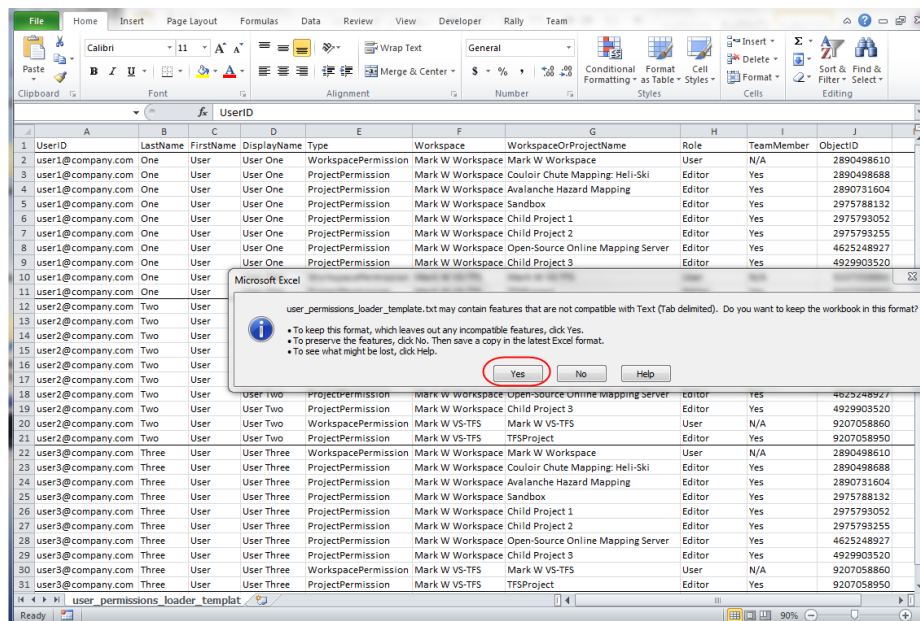 File Home Insert Page Layout Formulas Data Review View Developer Rally Team
Calibri 11 A A Wrap Text General Insert Σ
Paste B I U A Merge & Center $ % , Conditional Formatting Format as Table Cell Styles Delete Format Sort & Filter Find & Select
Clipboard Font Alignment Number Styles Cells Editing
fx UserID
A B C D E F G H I J
1 UserID LastName FirstName DisplayName Type Workspace WorkspaceOrProjectName Role TeamMember ObjectID
2 user1@company.com One User User One WorkspacePermission Mark W Workspace Mark W Workspace User N/A 2890498610
3 user1@company.com One User User One ProjectPermission Mark W Workspace Couloir Chute Mapping: Heli-Ski Editor Yes 2890498688
4 user1@company.com One User User One ProjectPermission Mark W Workspace Avalanche Hazard Mapping Editor Yes 2890731604
5 user1@company.com One User User One ProjectPermission Mark W Workspace Sandbox Editor Yes 2975788132
6 user1@company.com One User User One ProjectPermission Mark W Workspace Child Project 1 Editor Yes 2975793052
7 user1@company.com One User User One ProjectPermission Mark W Workspace Child Project 2 Editor Yes 2975793255
8 user1@company.com One User User One ProjectPermission Mark W Workspace Open-Source Online Mapping Server Editor Yes 4625248927
9 user1@company.com One User User One ProjectPermission Mark W Workspace Child Project 3 Editor Yes 4929903520
10 user1@company.com One User
11 user1@company.com One User
12 user2@company.com Two User
13 user2@company.com Two User
14 user2@company.com Two User
15 user2@company.com Two User
16 user2@company.com Two User
17 user2@company.com Two User
Microsoft Excel
user_permissions_loader_template.txt may contain features that are not compatible with Text (Tab delimited). Do you want to keep the workbook in this format?
• To keep this format, which leaves out any incompatible features, click Yes.
• To preserve the features, click No. Then save a copy in the latest Excel format.
• To see what might be lost, click Help.
Yes No Help
18 user2@company.com Two User User Two ProjectPermission Mark W Workspace Open-Source Online Mapping Server Editor Yes 4625248927
19 user2@company.com Two User User Two ProjectPermission Mark W Workspace Child Project 3 Editor Yes 4929903520
20 user2@company.com Two User User Two WorkspacePermission Mark W VS-TFS Mark W VS-TFS User N/A 9207058860
21 user2@company.com Two User User Two ProjectPermission Mark W VS-TFS TFSProject Editor Yes 9207058950
22 user3@company.com Three User User Three WorkspacePermission Mark W Workspace Mark W Workspace User N/A 2890498610
23 user3@company.com Three User User Three ProjectPermission Mark W Workspace Couloir Chute Mapping: Heli-Ski Editor Yes 2890498688
24 user3@company.com Three User User Three ProjectPermission Mark W Workspace Avalanche Hazard Mapping Editor Yes 2890731604
25 user3@company.com Three User User Three ProjectPermission Mark W Workspace Sandbox Editor Yes 2975788132
26 user3@company.com Three User User Three ProjectPermission Mark W Workspace Child Project 1 Editor Yes 2975793052
27 user3@company.com Three User User Three ProjectPermission Mark W Workspace Child Project 2 Editor Yes 2975793255
28 user3@company.com Three User User Three ProjectPermission Mark W Workspace Open-Source Online Mapping Server Editor Yes 4625248927
29 user3@company.com Three User User Three ProjectPermission Mark W Workspace Child Project 3 Editor Yes 4929903520
30 user3@company.com Three User User Three WorkspacePermission Mark W VS-TFS Mark W VS-TFS User N/A 9207058860
31 user3@company.com Three User User Three ProjectPermission Mark W VS-TFS TFSProject Editor Yes 9207058950
user_permissions_loader_templat
Ready 90%